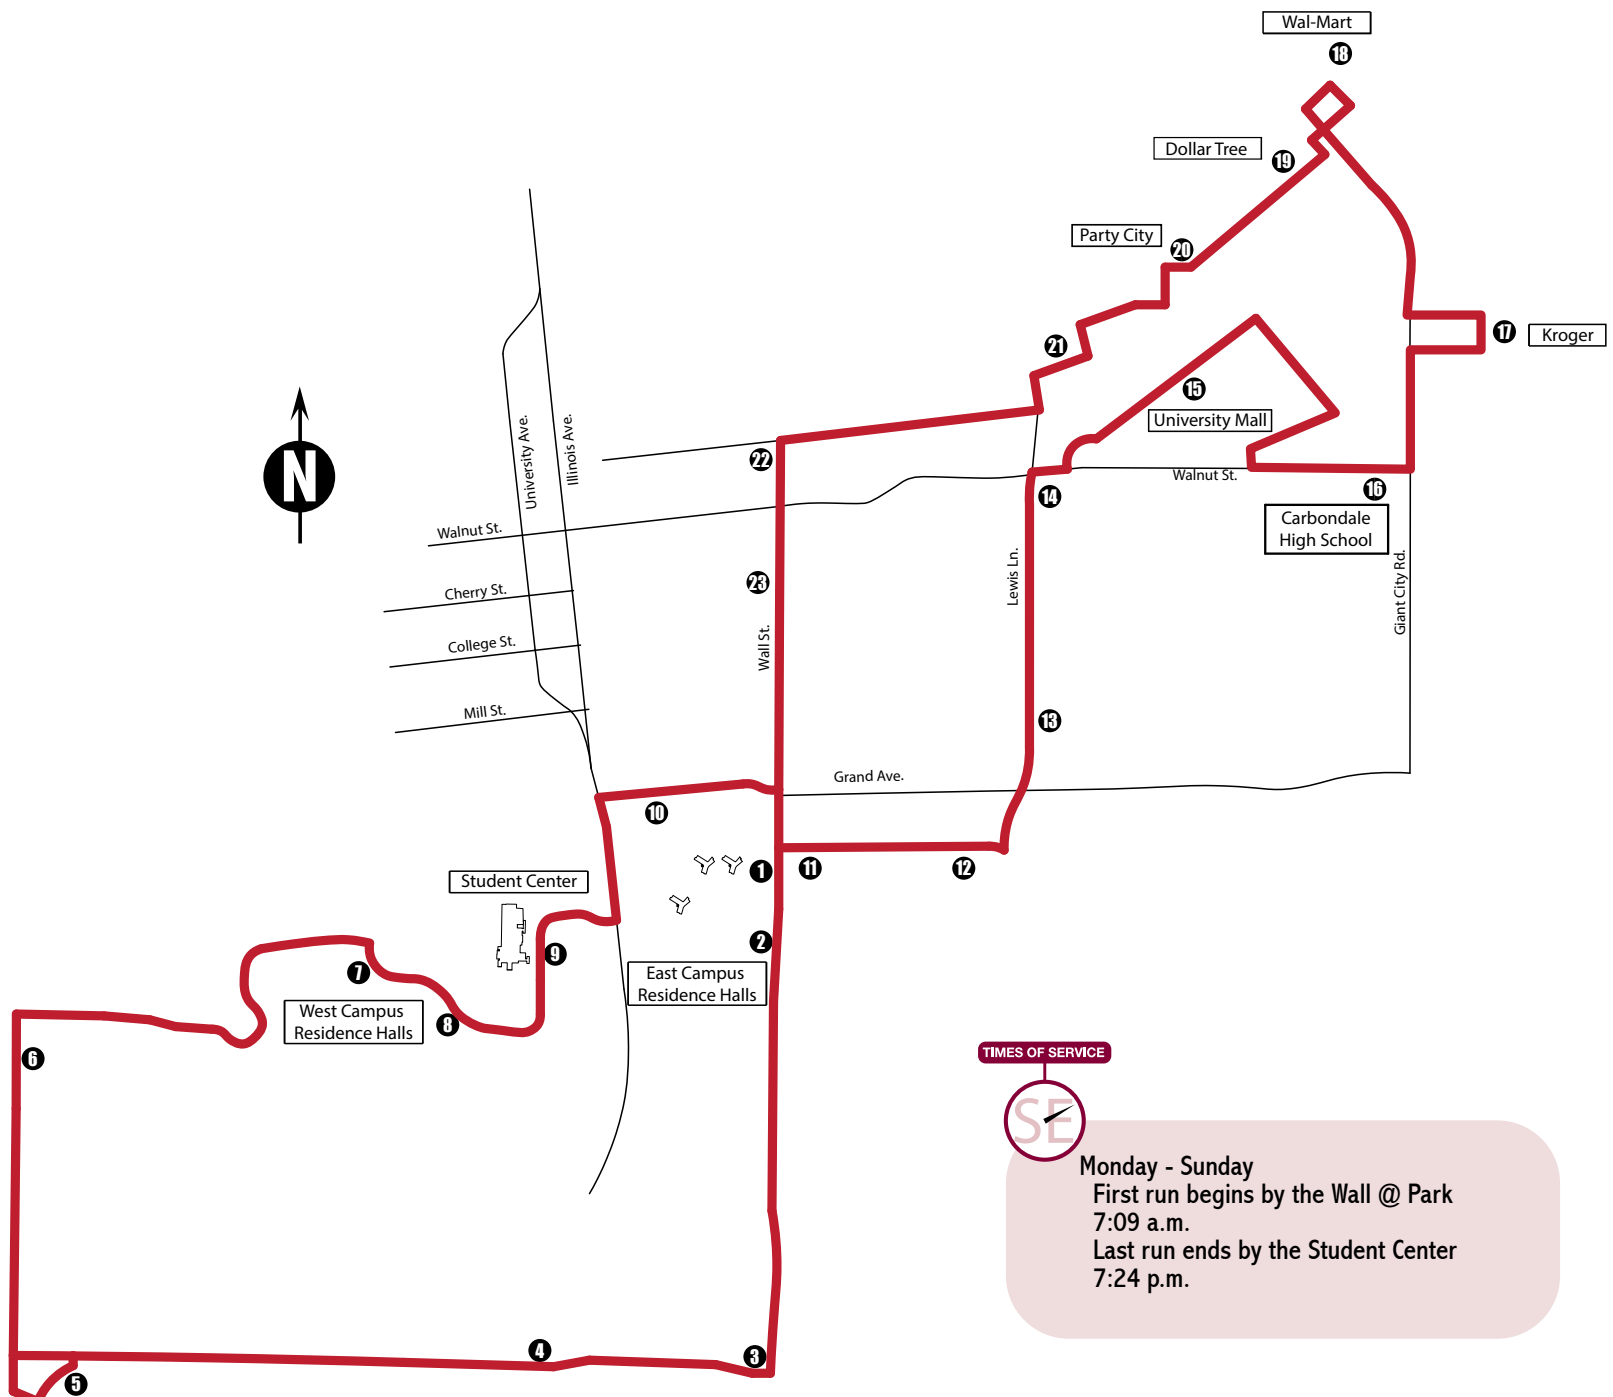 Wal-Mart
18
Dollar Tree
19
Party City
20
17
Kroger
21
15
University Mall
University Ave.
Illinois Ave.
22
Walnut St.
16
14
N
Carbondale
High School
Walnut St.
23
Lewis Ln.
Giant City Rd.
Cherry St.
College St.
Wall St.
Mill St.
13
Grand Ave.
10
1
11
12
Student Center
2
9
East Campus
Residence Halls
7
West Campus
Residence Halls
8
6
TIMES OF SERVICE
SE
Monday - Sunday
First run begins by the Wall @ Park
7:09 a.m.
Last run ends by the Student Center
7:24 p.m.
4
3
5